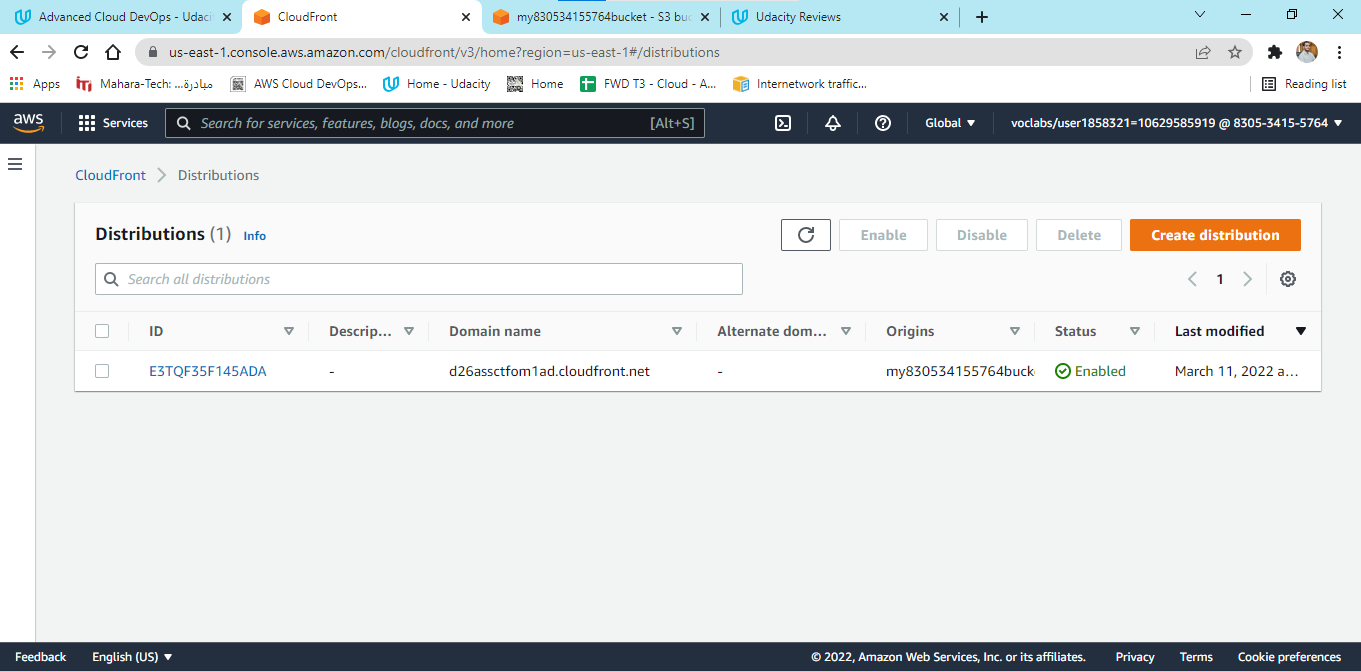 Advanced Cloud DevOps - Udaci
CloudFront
my830534155764bucket - S3 buc
Udacity Reviews
us-east-1.console.aws.amazon.com/cloudfront/v3/home?region=us-east-1#/distributions
Apps
Mahara-Tech: ...مبادرة
AWS Cloud DevOps...
Home - Udacity
Home
FWD T3 - Cloud - A...
Internetwork traffic...
Reading list
aws
Services
Search for services, features, blogs, docs, and more
[Alt+S]
Global
voclabs/user1858321=10629585919 @ 8305-3415-5764
CloudFront
Distributions
Distributions (1) Info
Enable
Disable
Delete
Create distribution
Search all distributions
1
ID
Descrip...
Domain name
Alternate dom...
Origins
Status
Last modified
E3TQF35F145ADA
-
d26assctfom1ad.cloudfront.net
-
my830534155764buck
Enabled
March 11, 2022 a...
Feedback
English (US)
© 2022, Amazon Web Services, Inc. or its affiliates.
Privacy
Terms
Cookie preferences